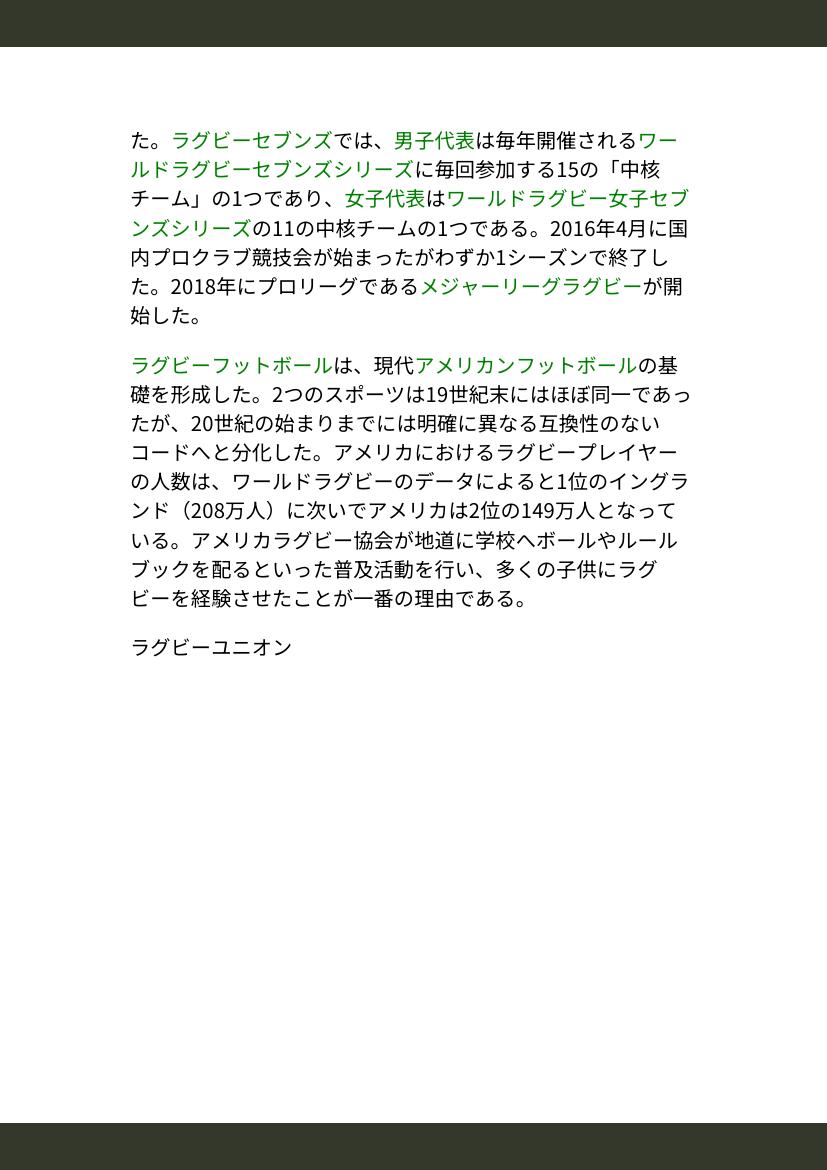 た。ラグビーセブンズでは、男子代表は毎年開催されるワー
ルドラグビーセブンズシリーズに毎回参加する15の「中核
チーム」の1つであり、女子代表はワールドラグビー女子セブ
ンズシリーズの11の中核チームの1つである。2016年4月に国
内プロクラブ競技会が始まったがわずか1シーズンで終了し
た。2018年にプロリーグであるメジャーリーグラグビーが開
始した。
ラグビーフットボールは、現代アメリカンフットボールの基
礎を形成した。2つのスポーツは19世紀末にはほぼ同一であっ
たが、20世紀の始まりまでには明確に異なる互換性のない
コードへと分化した。アメリカにおけるラグビープレイヤー
の人数は、ワールドラグビーのデータによると1位のイングラ
ンド（208万人）に次いでアメリカは2位の149万人となって
いる。アメリカラグビー協会が地道に学校へボールやルール
ブックを配るといった普及活動を行い、多くの子供にラグ
ビーを経験させたことが一番の理由である。
ラグビーユニオン